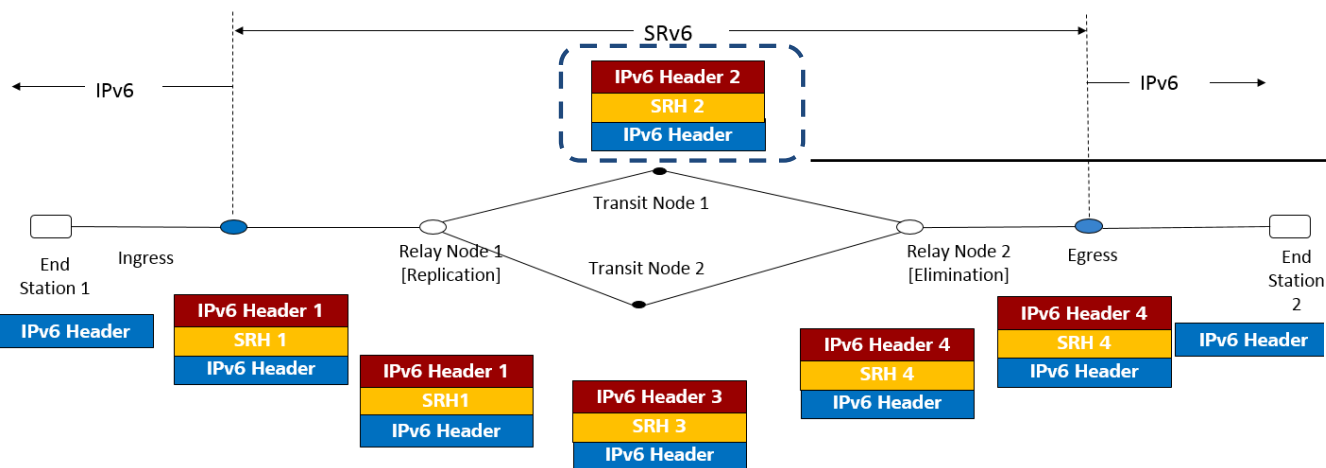 SRv6
IPv6
IPv6
IPv6 Header 2
SRH 2
IPv6 Header
Transit Node 1
Ingress
Relay Node 1
[Replication]
Transit Node 2
Relay Node 2
[Elimination]
Egress
End
Station 1
End
Station
2
IPv6 Header
IPv6 Header 1
SRH 1
IPv6 Header
IPv6 Header 1
SRH1
IPv6 Header
IPv6 Header 3
SRH 3
IPv6 Header
IPv6 Header 4
SRH 4
IPv6 Header
IPv6 Header 4
SRH 4
IPv6 Header
IPv6 Header